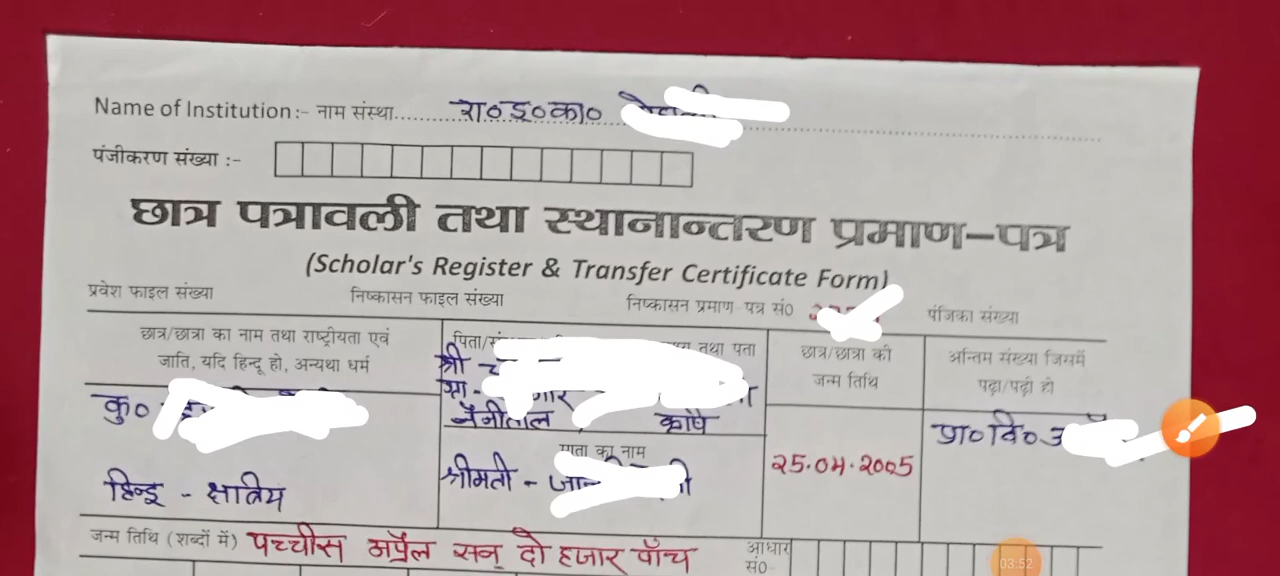 Name of Institution:- नाम संस्था.......... रा०इ०का०
पंजीकरण संख्या :-
छात्र पत्रावली तथा स्थानान्तरण प्रमाण-पत्र
(Scholar's Register & Transfer Certificate Form)
प्रवेश फाइल संख्या निष्कासन फाइल संख्या निष्कासन प्रमाण-पत्र सं0 पंजिका संख्या
छात्र/छात्रा का नाम तथा राष्ट्रीयता एवं
जाति, यदि हिन्दू हो, अन्यथा धर्म
कु०
हिन्दू - क्षत्रिय
पिता/ तथा पता
श्री
ग्रा-
नैनीताल
माता का नाम
श्रीमती -
छात्र/छात्रा की
जन्म तिथि
25.04.2005
अन्तिम संख्या जिसमें
पढ़ा/पढ़ी हो
प्रा०वि०
जन्म तिथि (शब्दों में) पच्चीस अप्रैल सन् दो हजार पाँच
आधार
सं0
03:52